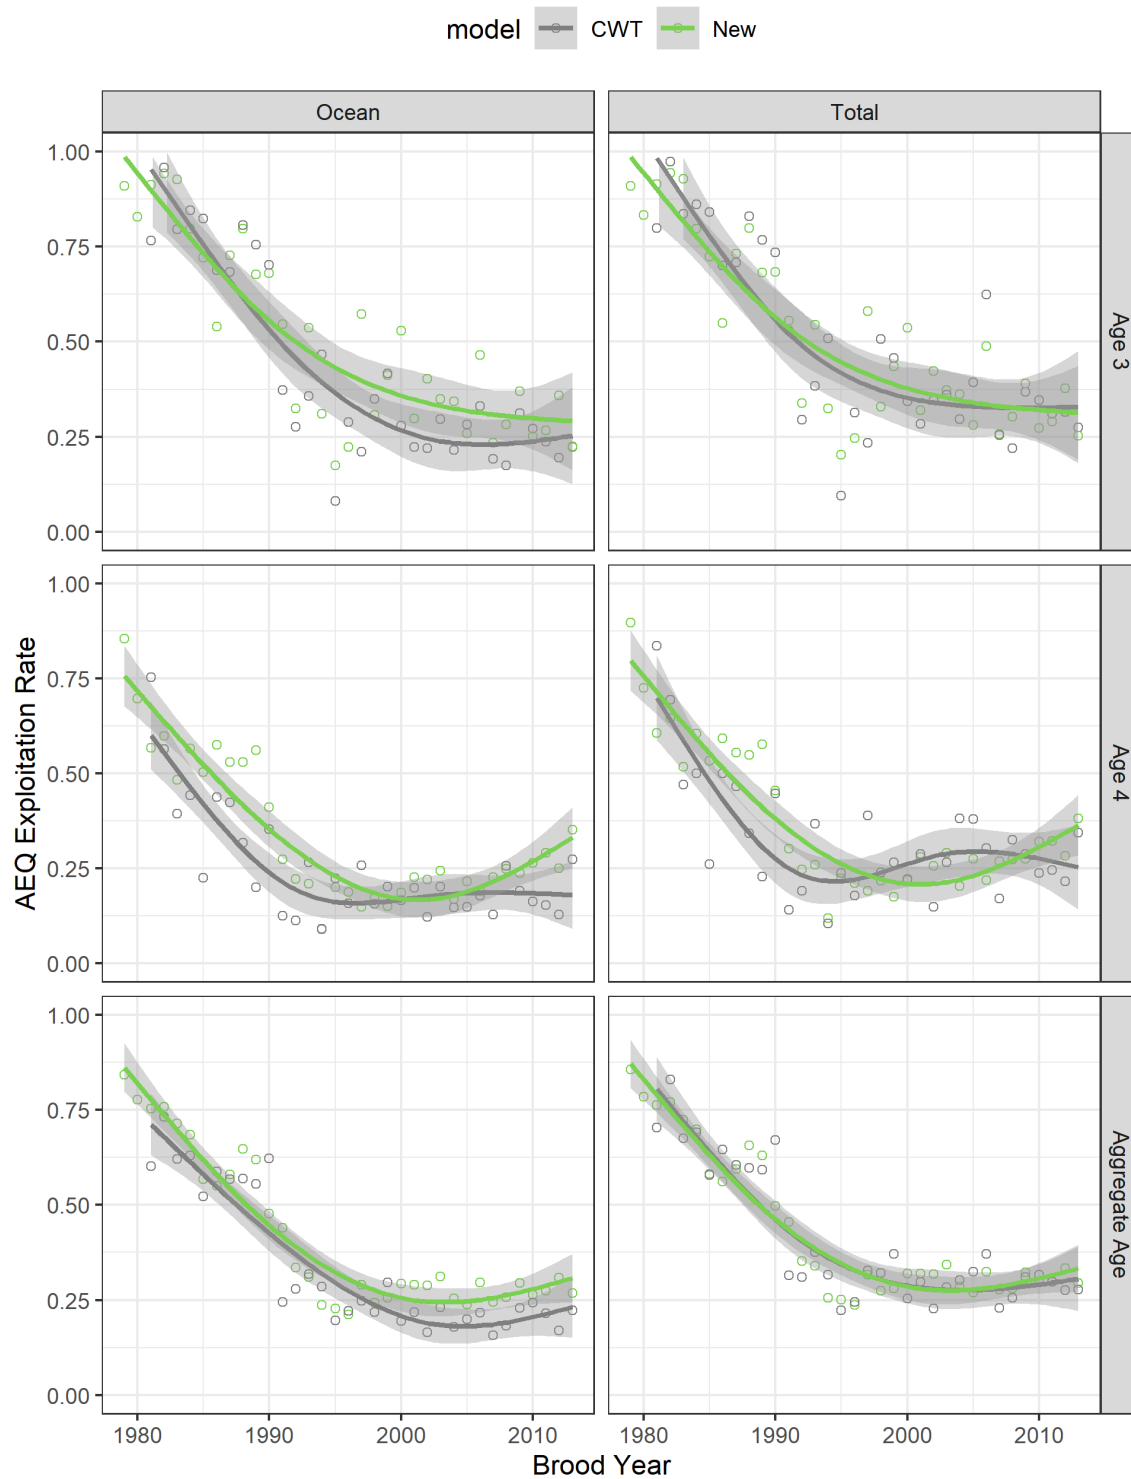 model CWT New
Ocean Total
1.00
0.75
0.50
0.25
0.00
Age 3
1.00
0.75
0.50
0.25
0.00
Age 4
AEQ Exploitation Rate
1.00
0.75
0.50
0.25
0.00
Aggregate Age
1980 1990 2000 2010 1980 1990 2000 2010
Brood Year